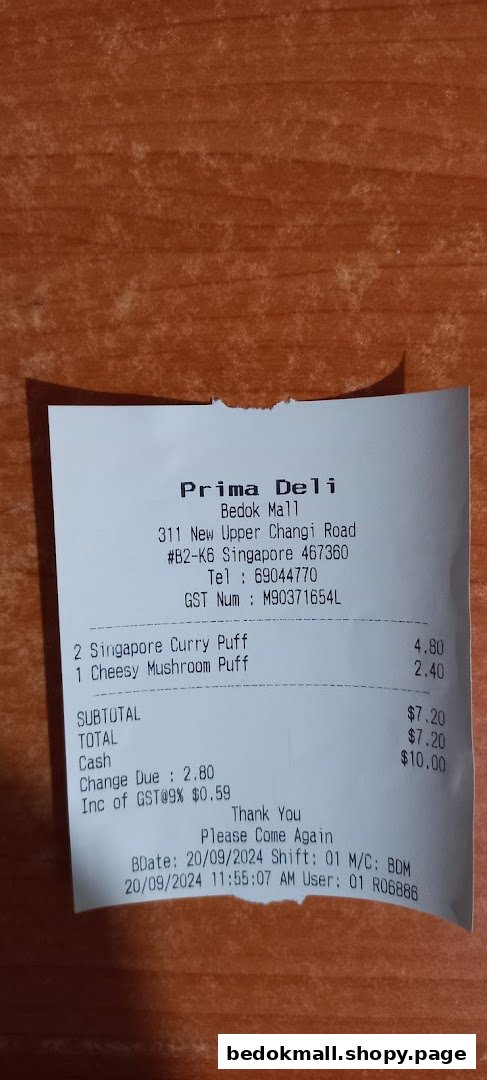 Prima Deli
Bedok Mall
311 New Upper Changi Road
#B2-K6 Singapore 467360
Tel : 69044770
GST Num : M90371654L
2 Singapore Curry Puff 4.80
1 Cheesy Mushroom Puff 2.40
SUBTOTAL $7.20
TOTAL $7.20
Cash $10.00
Change Due : 2.80
Inc of GST@9% $0.59
Thank You
Please Come Again
BDate: 20/09/2024 Shift: 01 M/C: BDM
20/09/2024 11:55:07 AM User: 01 R06886
bedokmall.shopy.page